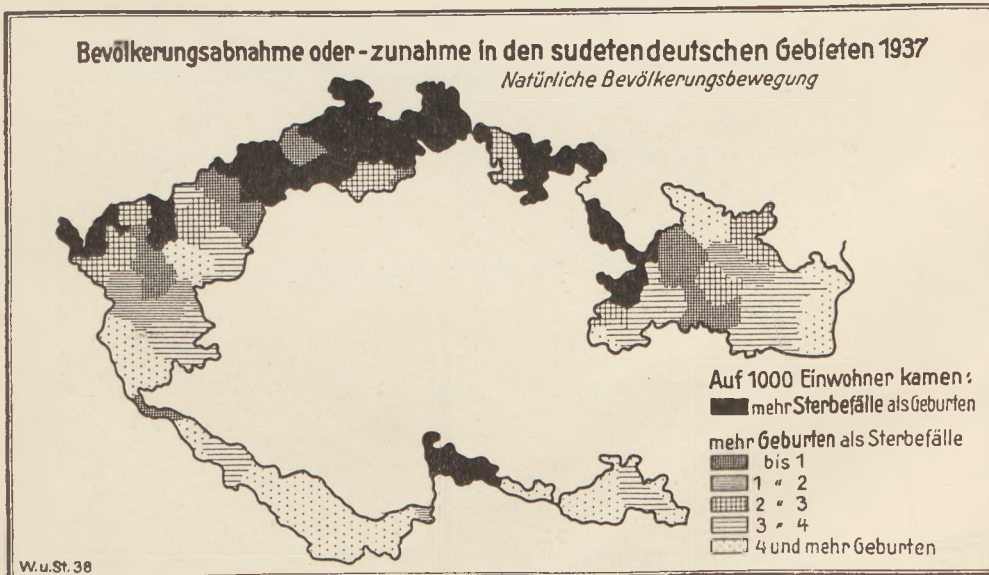 Bevölkerungsabnahme oder -zunahme in den sudetendeutschen Gebieten 1937
Natürliche Bevölkerungsbewegung
Auf 1000 Einwohner kamen:
mehr Sterbefälle als Geburten
mehr Geburten als Sterbefälle
bis 1
1 " 2
2 " 3
3 " 4
4 und mehr Geburten
W.u.St. 38